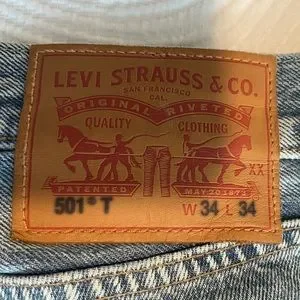 LEVI STRAUSS & CO.
SAN FRANCISCO
CAL.
ORIGINAL RIVETED
QUALITY CLOTHING
XX
PATENTED MAY 20 1873
501® T W 34 L 34